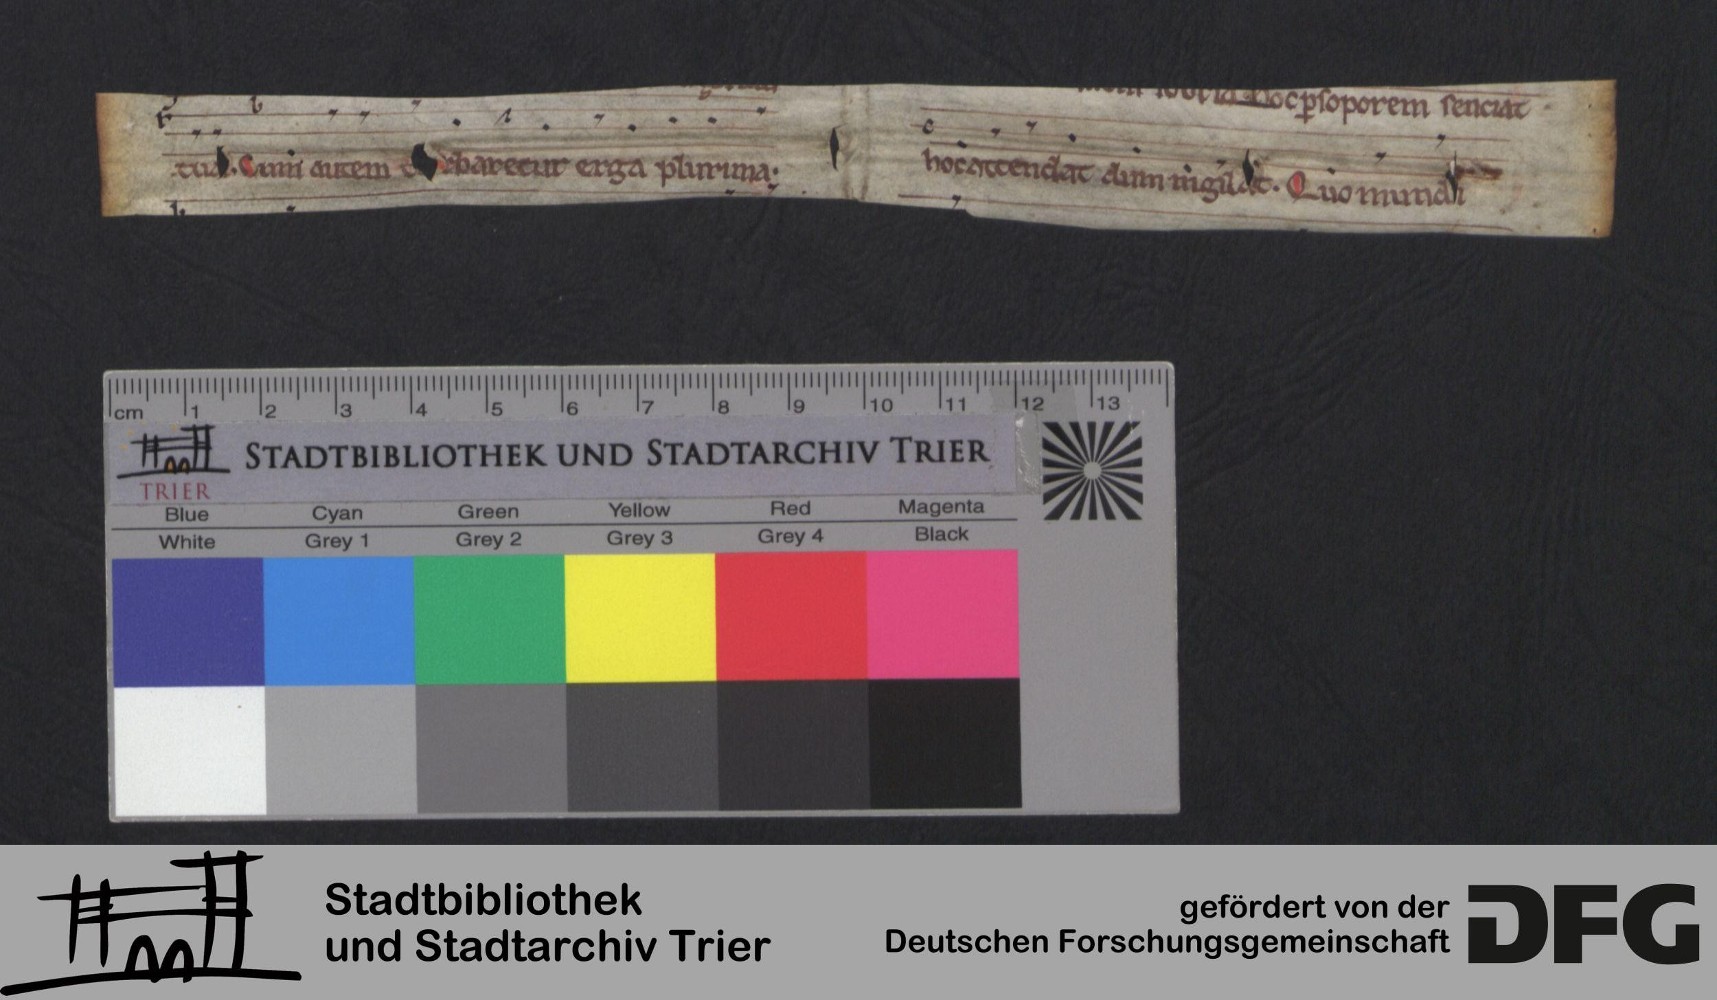 tua. Cum autem t rbaretur erga plurima.
hoc ꝑsoporem senciat
hoc attendat dum uigilat. Quo mundi
cm 1 2 3 4 5 6 7 8 9 10 11 12 13
STADTBIBLIOTHEK UND STADTARCHIV TRIER
TRIER
Blue Cyan Green Yellow Red Magenta
White Grey 1 Grey 2 Grey 3 Grey 4 Black
Stadtbibliothek
und Stadtarchiv Trier
gefördert von der
Deutschen Forschungsgemeinschaft
DFG